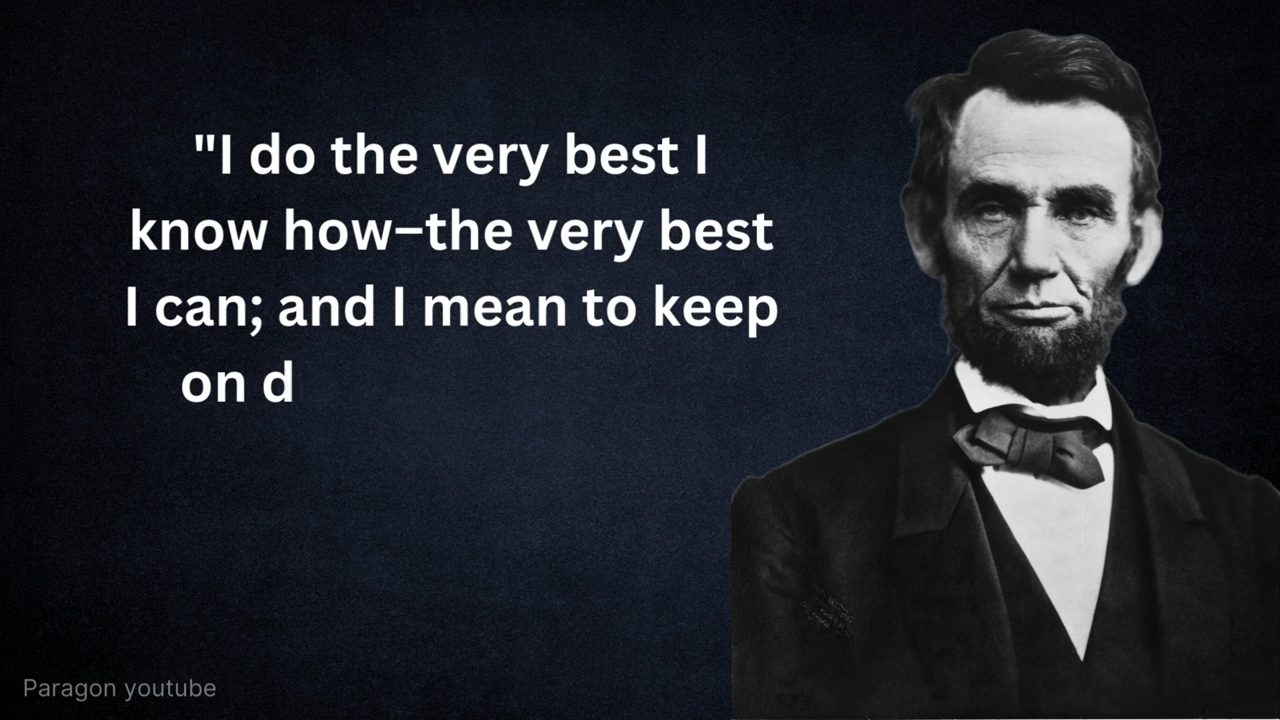 "I do the very best I
know how–the very best
I can; and I mean to keep
on d
Paragon youtube